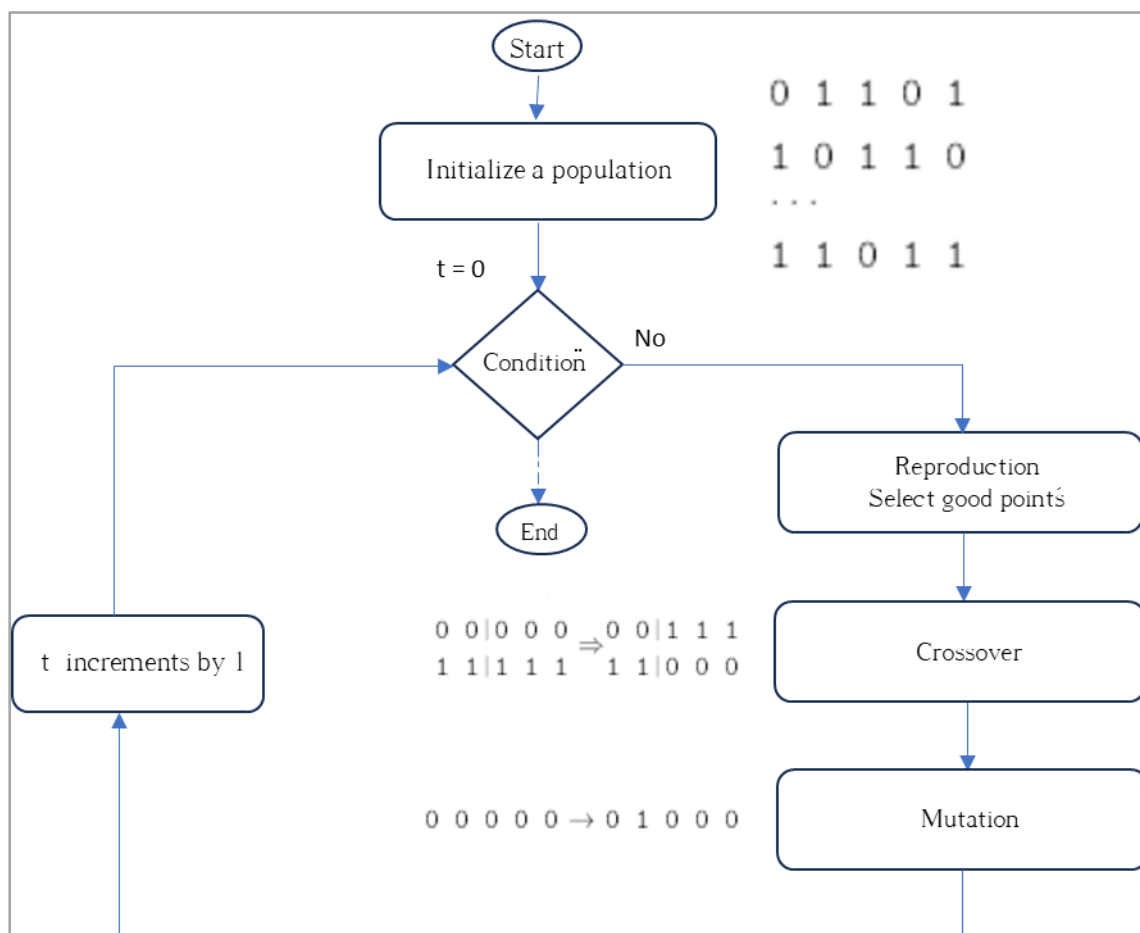 Start
0 1 1 0 1
Initialize a population
1 0 1 1 0
. . .
1 1 0 1 1
t = 0
No
Condition
Reproduction
Select good points
End
0 0|0 0 0 ⇒ 0 0|1 1 1
1 1|1 1 1 1 1|0 0 0
t increments by 1
Crossover
0 0 0 0 0 → 0 1 0 0 0
Mutation